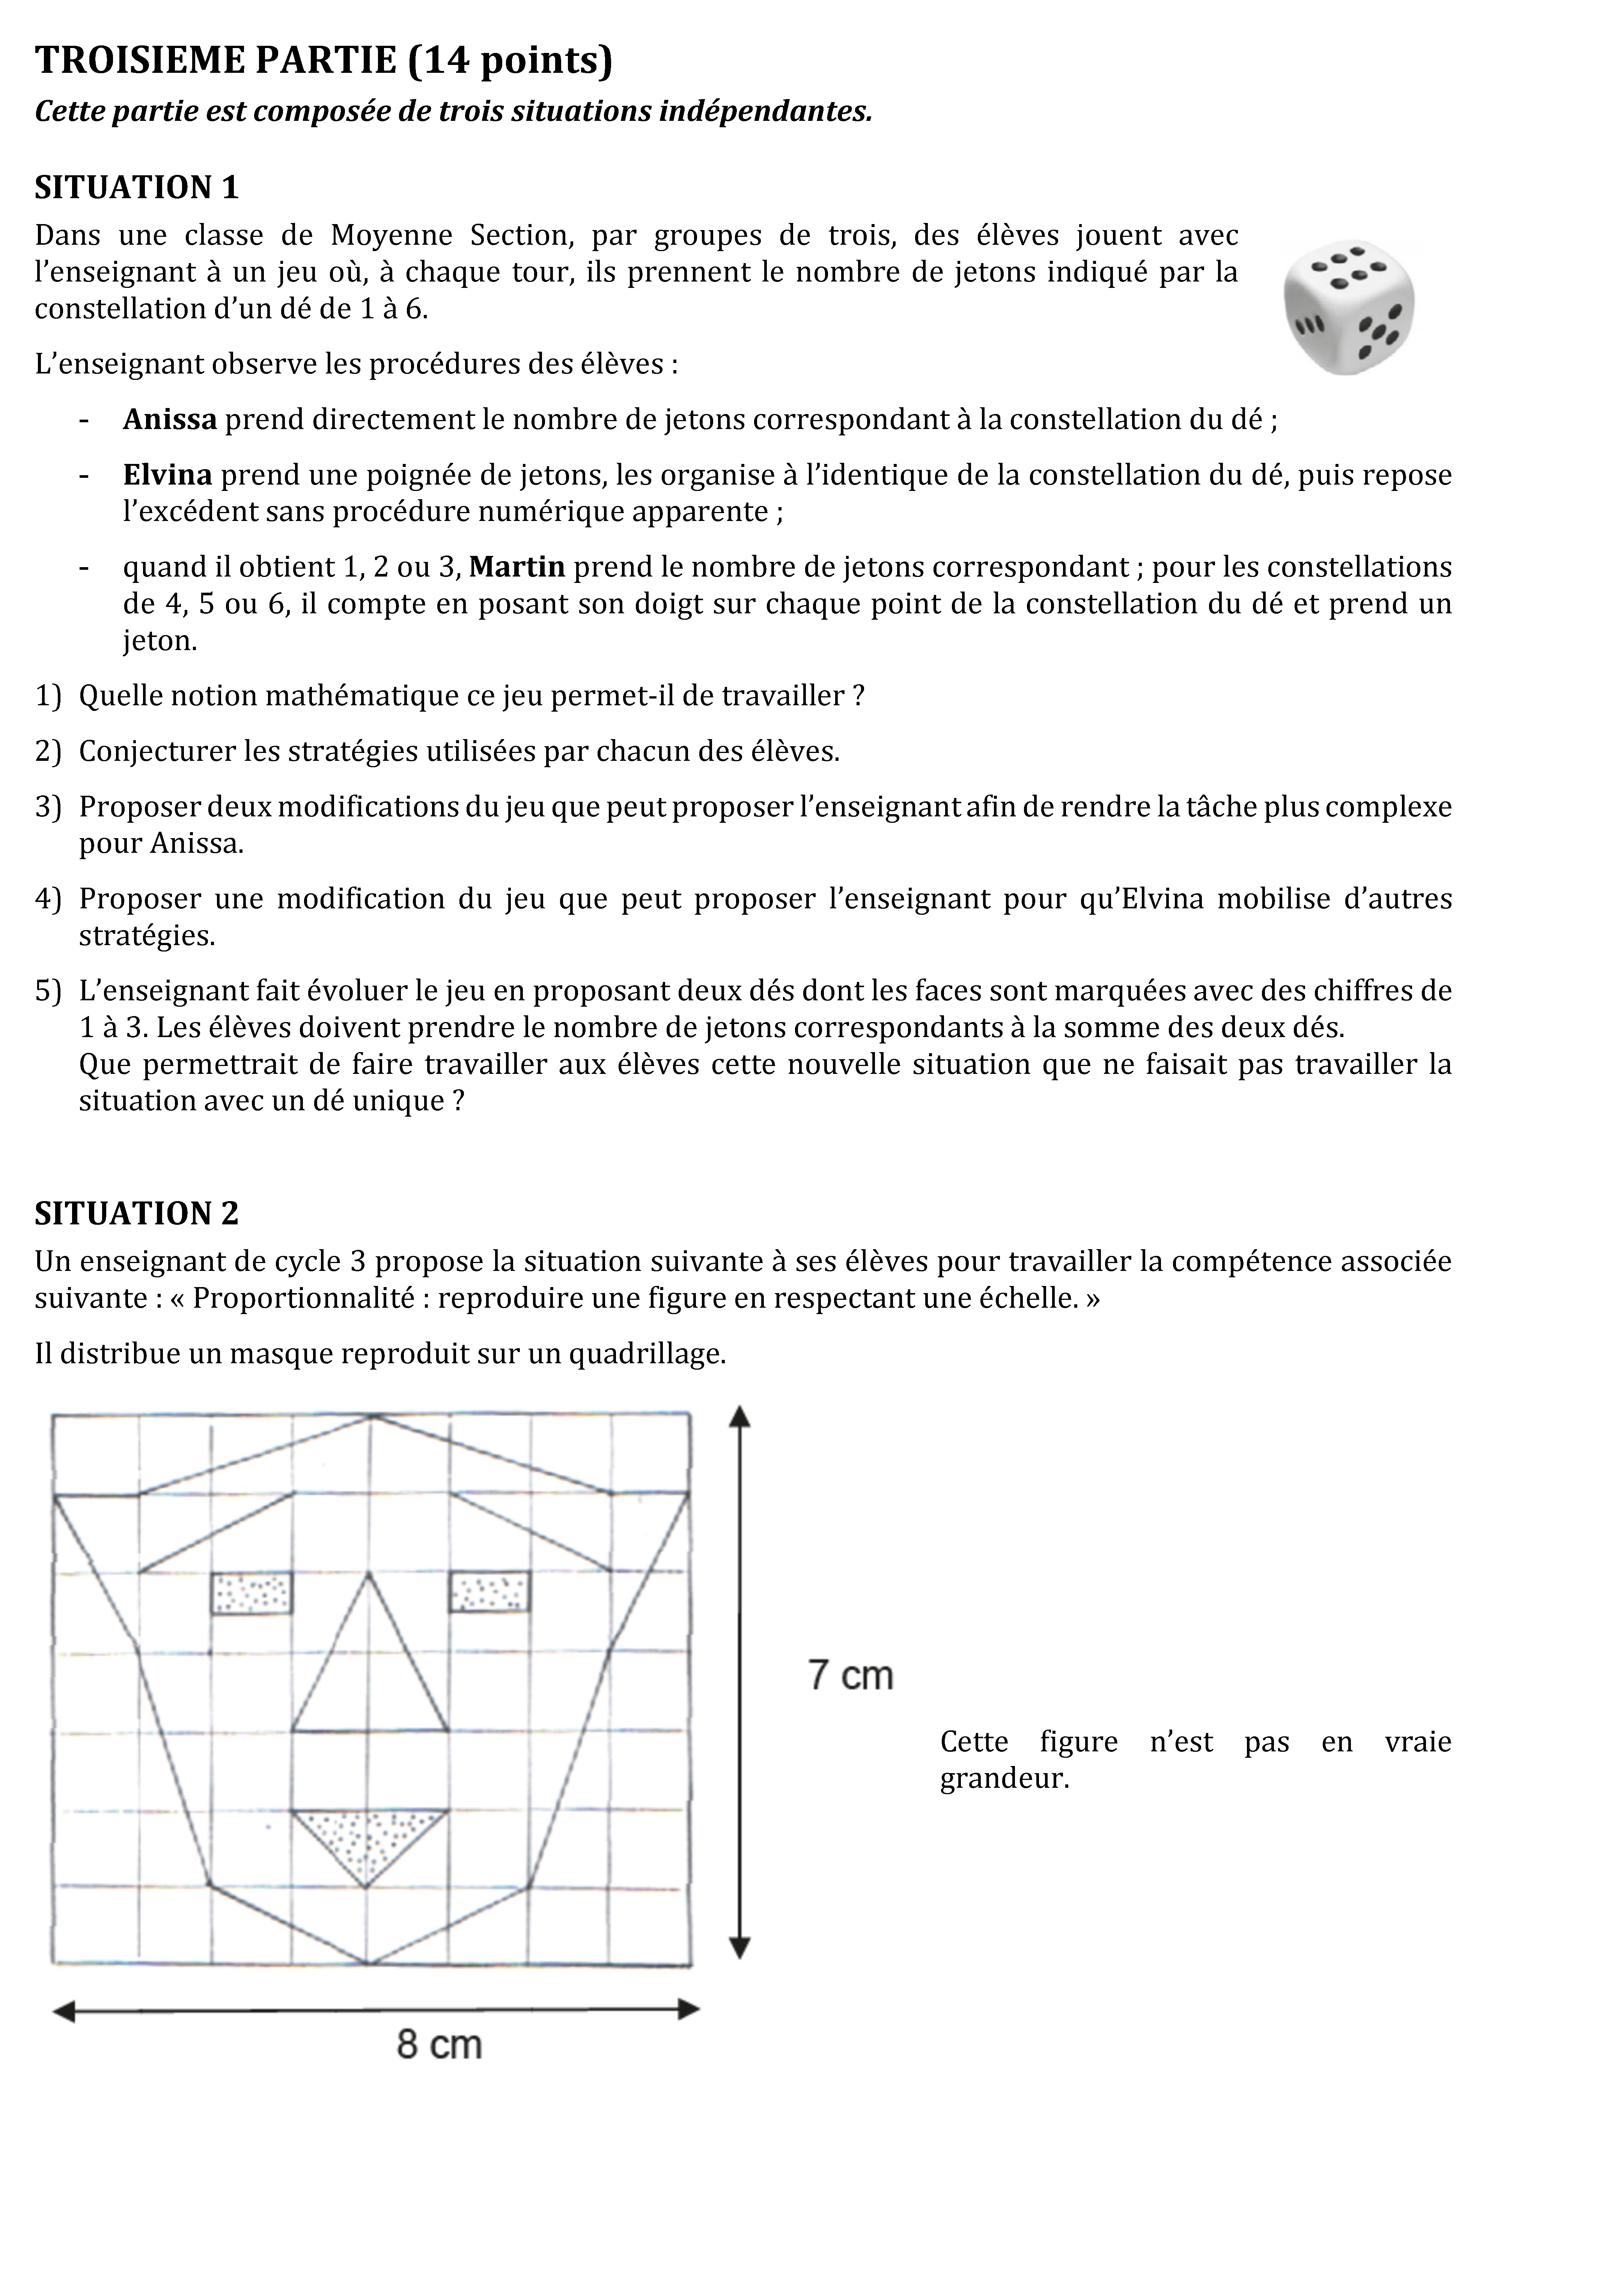 TROISIEME PARTIE (14 points)
Cette partie est composée de trois situations indépendantes.
SITUATION 1
Dans une classe de Moyenne Section, par groupes de trois, des élèves jouent avec
l’enseignant à un jeu où, à chaque tour, ils prennent le nombre de jetons indiqué par la
constellation d’un dé de 1 à 6.
L’enseignant observe les procédures des élèves :
- Anissa prend directement le nombre de jetons correspondant à la constellation du dé ;
- Elvina prend une poignée de jetons, les organise à l’identique de la constellation du dé, puis repose
l’excédent sans procédure numérique apparente ;
- quand il obtient 1, 2 ou 3, Martin prend le nombre de jetons correspondant ; pour les constellations
de 4, 5 ou 6, il compte en posant son doigt sur chaque point de la constellation du dé et prend un
jeton.
1) Quelle notion mathématique ce jeu permet-il de travailler ?
2) Conjecturer les stratégies utilisées par chacun des élèves.
3) Proposer deux modifications du jeu que peut proposer l’enseignant afin de rendre la tâche plus complexe
pour Anissa.
4) Proposer une modification du jeu que peut proposer l’enseignant pour qu’Elvina mobilise d’autres
stratégies.
5) L’enseignant fait évoluer le jeu en proposant deux dés dont les faces sont marquées avec des chiffres de
1 à 3. Les élèves doivent prendre le nombre de jetons correspondants à la somme des deux dés.
Que permettrait de faire travailler aux élèves cette nouvelle situation que ne faisait pas travailler la
situation avec un dé unique ?
SITUATION 2
Un enseignant de cycle 3 propose la situation suivante à ses élèves pour travailler la compétence associée
suivante : « Proportionnalité : reproduire une figure en respectant une échelle. »
Il distribue un masque reproduit sur un quadrillage.
7 cm
Cette figure n’est pas en vraie
grandeur.
8 cm